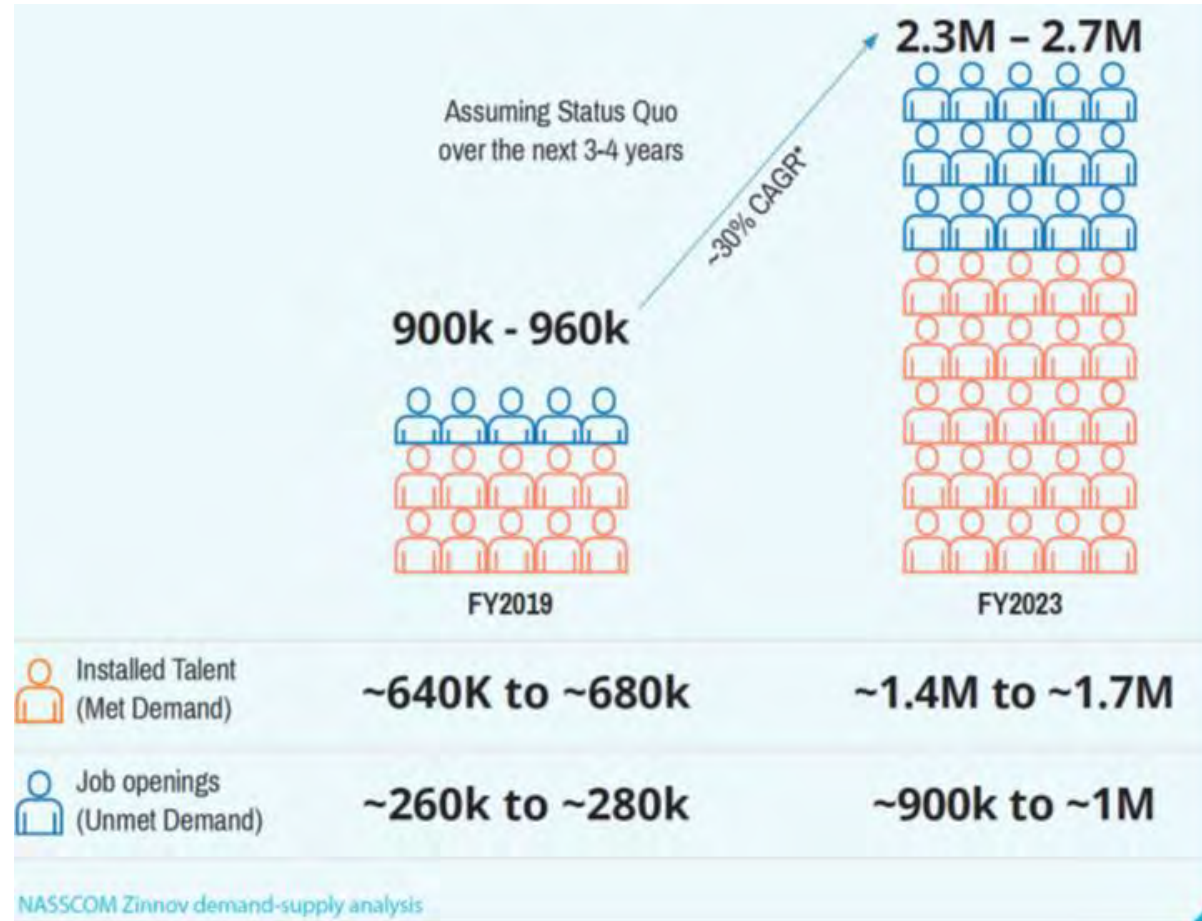 2.3M – 2.7M
Assuming Status Quo
over the next 3-4 years
~30% CAGR*
900k - 960k
FY2019
FY2023
Installed Talent
(Met Demand)
~640K to ~680k
~1.4M to ~1.7M
Job openings
(Unmet Demand)
~260k to ~280k
~900k to ~1M
NASSCOM Zinnov demand-supply analysis